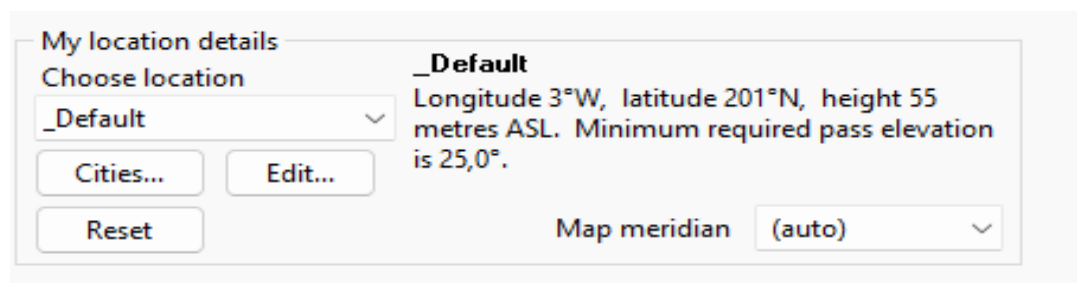 My location details
Choose location
_Default
Cities...
Edit...
Reset
_Default
Longitude 3°W, latitude 201°N, height 55
metres ASL. Minimum required pass elevation
is 25,0°.
Map meridian
(auto)